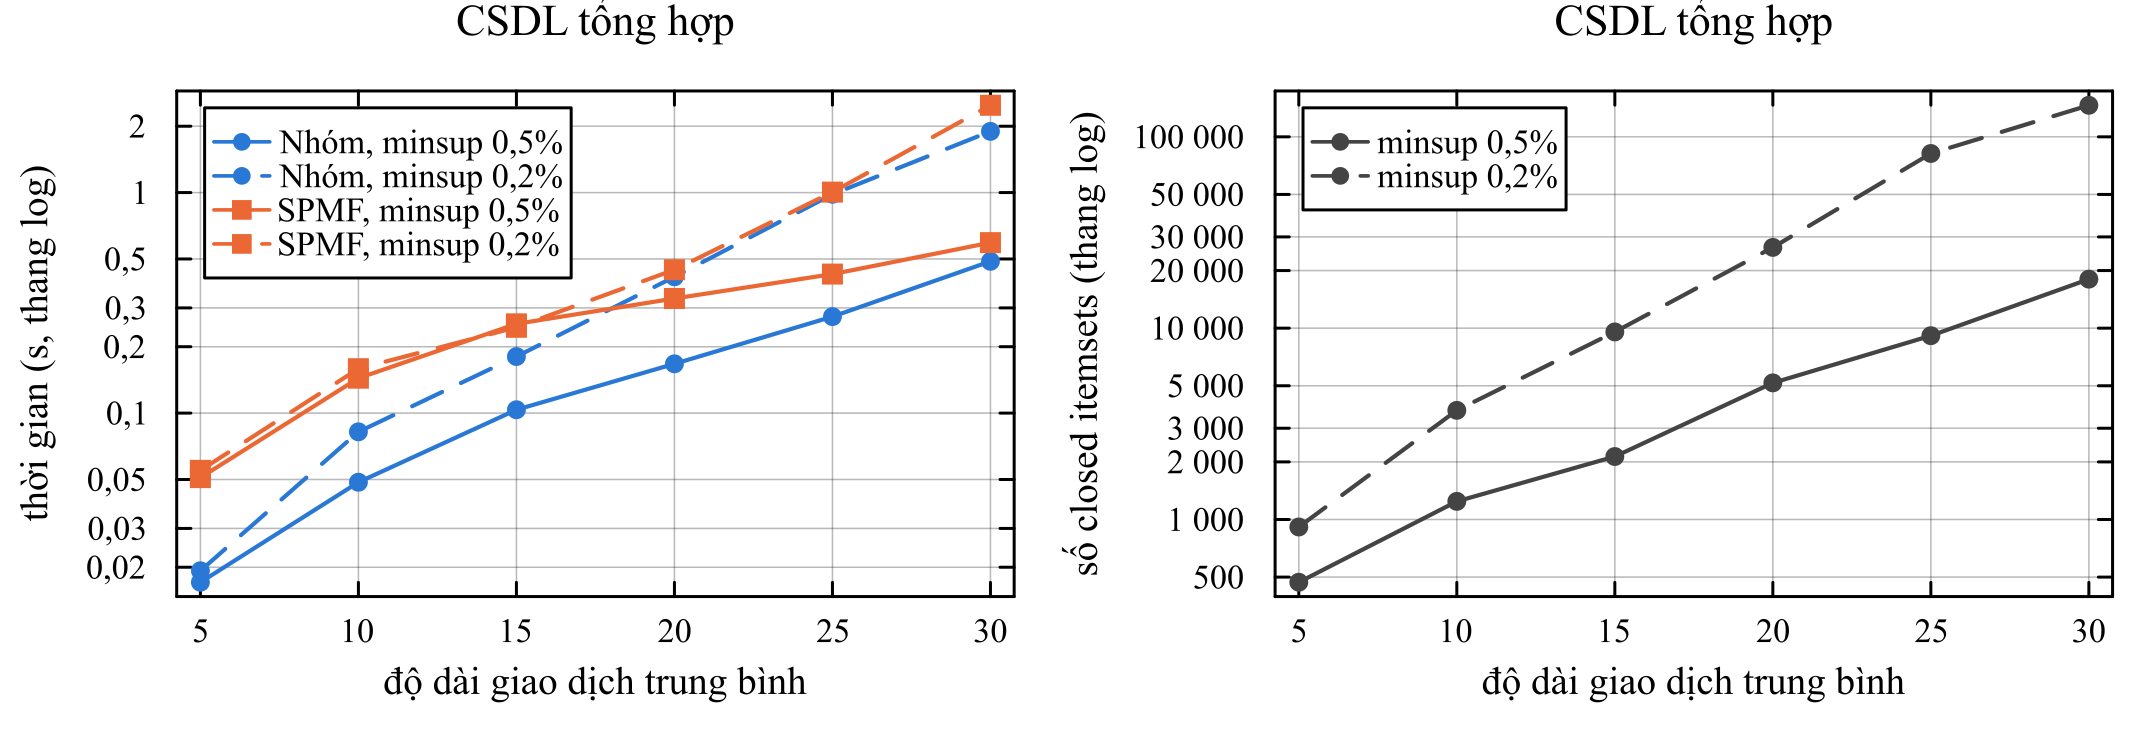 CSDL tổng hợp
thời gian (s, thang log)
2
1
0,5
0,3
0,2
0,1
0,05
0,03
0,02
Nhóm, minsup 0,5%
Nhóm, minsup 0,2%
SPMF, minsup 0,5%
SPMF, minsup 0,2%
5 10 15 20 25 30
độ dài giao dịch trung bình
CSDL tổng hợp
số closed itemsets (thang log)
100 000
50 000
30 000
20 000
10 000
5 000
3 000
2 000
1 000
500
minsup 0,5%
minsup 0,2%
5 10 15 20 25 30
độ dài giao dịch trung bình